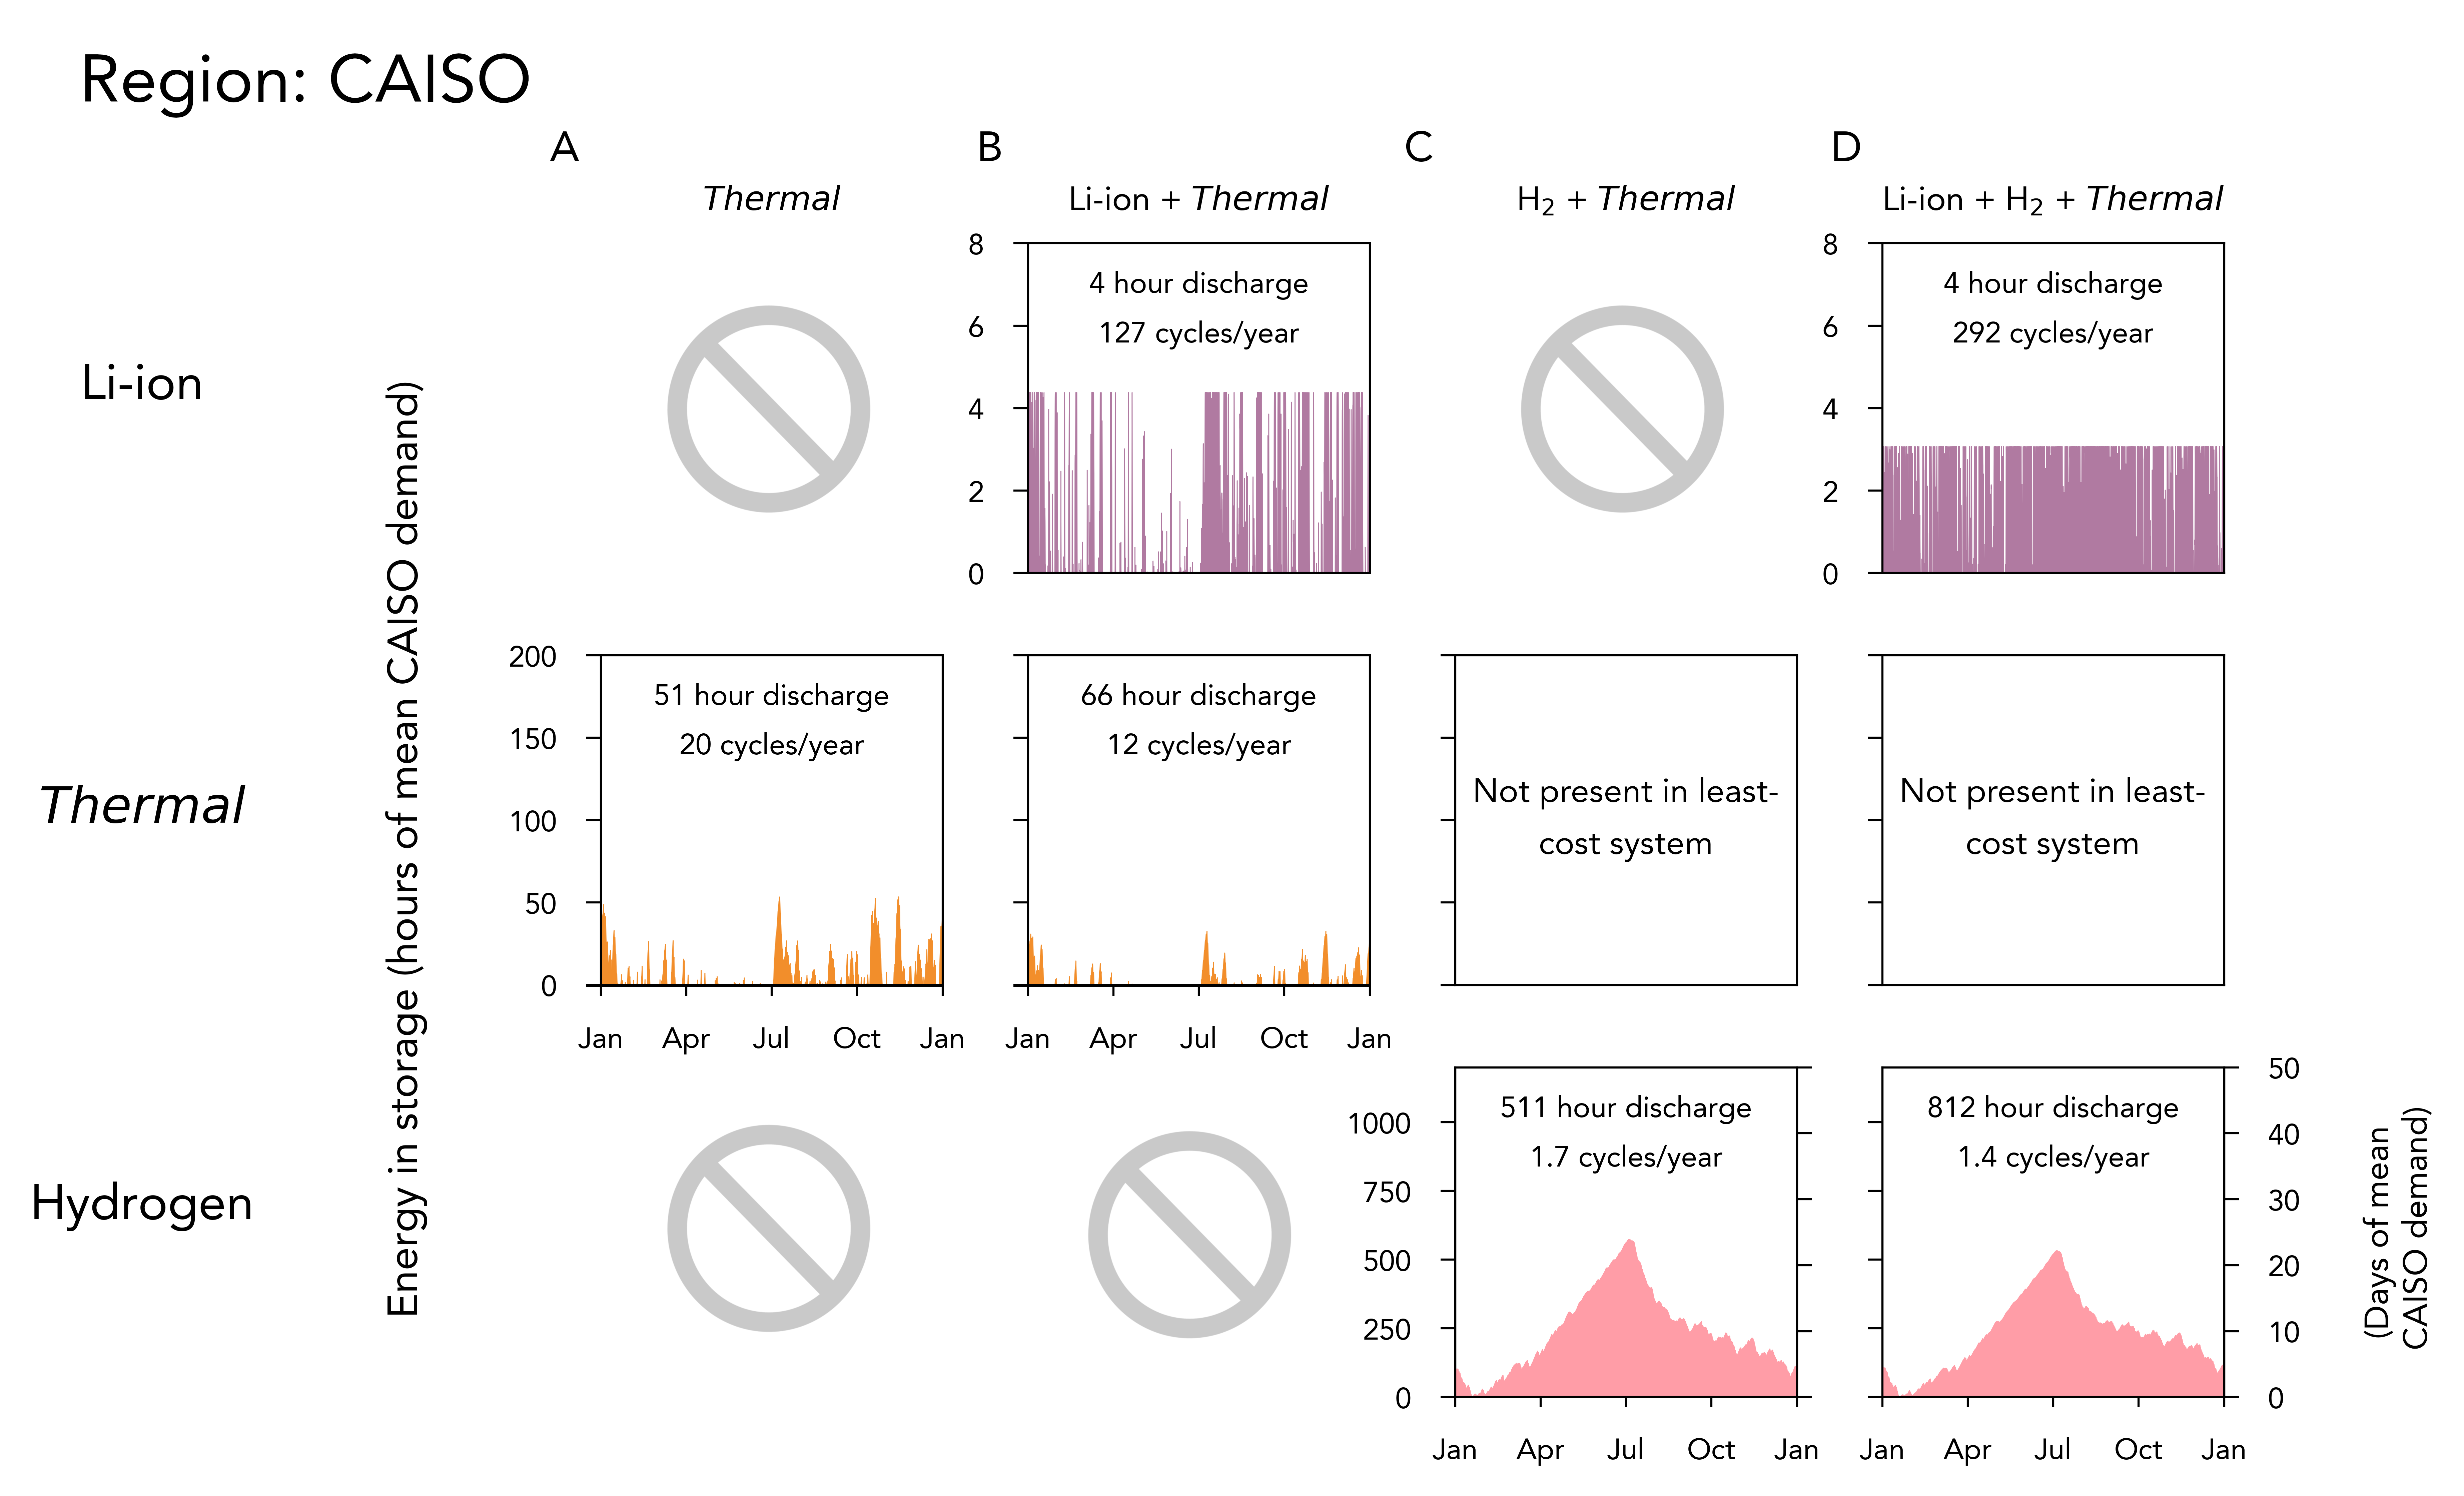 Region: CAISO
A
B
C
D
Thermal
Li-ion + Thermal
H₂ + Thermal
Li-ion + H₂ + Thermal
Li-ion
8
6
4
2
0
4 hour discharge
127 cycles/year
8
6
4
2
0
4 hour discharge
292 cycles/year
Energy in storage (hours of mean CAISO demand)
Thermal
200
150
100
50
0
51 hour discharge
20 cycles/year
66 hour discharge
12 cycles/year
Not present in least-
cost system
Not present in least-
cost system
Jan Apr Jul Oct Jan
Jan Apr Jul Oct Jan
Hydrogen
1000
750
500
250
0
511 hour discharge
1.7 cycles/year
812 hour discharge
1.4 cycles/year
50
40
30
20
10
0
(Days of mean
CAISO demand)
Jan Apr Jul Oct Jan
Jan Apr Jul Oct Jan